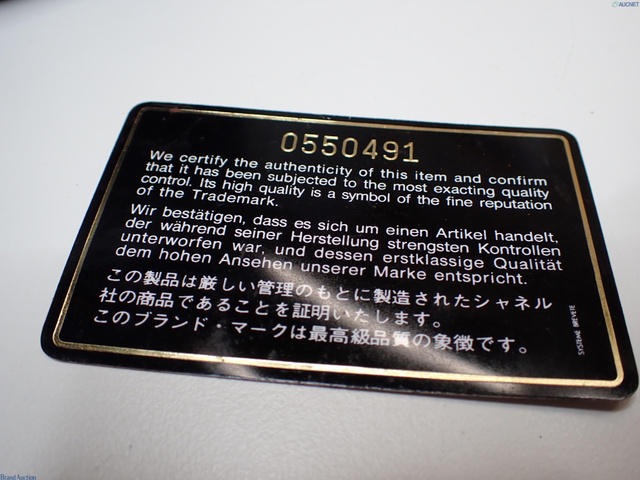 AUCNET
0550491
We certify the authenticity of this item and confirm
that it has been subjected to the most exacting quality
control. Its high quality is a symbol of the fine reputation
of the Trademark.
Wir bestätigen, dass es sich um einen Artikel handelt,
der während seiner Herstellung strengsten Kontrollen
unterworfen war, und dessen erstklassige Qualität
dem hohen Ansehen unserer Marke entspricht.
この製品は厳しい管理のもとに製造されたシャネル
社の商品であることを証明いたします。
このブランド・マークは最高級品質の象徴です。
SYSTEME BREVETE
Brand Auction